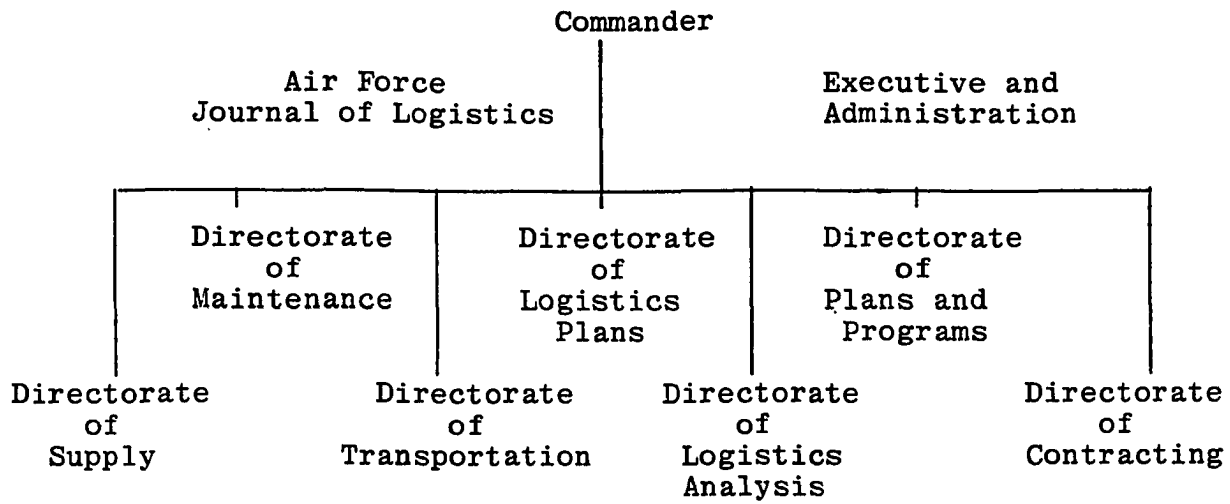 Commander
Air Force
Journal of Logistics
Executive and
Administration
Directorate
of
Maintenance
Directorate
of
Logistics
Plans
Directorate
of
Plans and
Programs
Directorate
of
Supply
Directorate
of
Transportation
Directorate
of
Logistics
Analysis
Directorate
of
Contracting